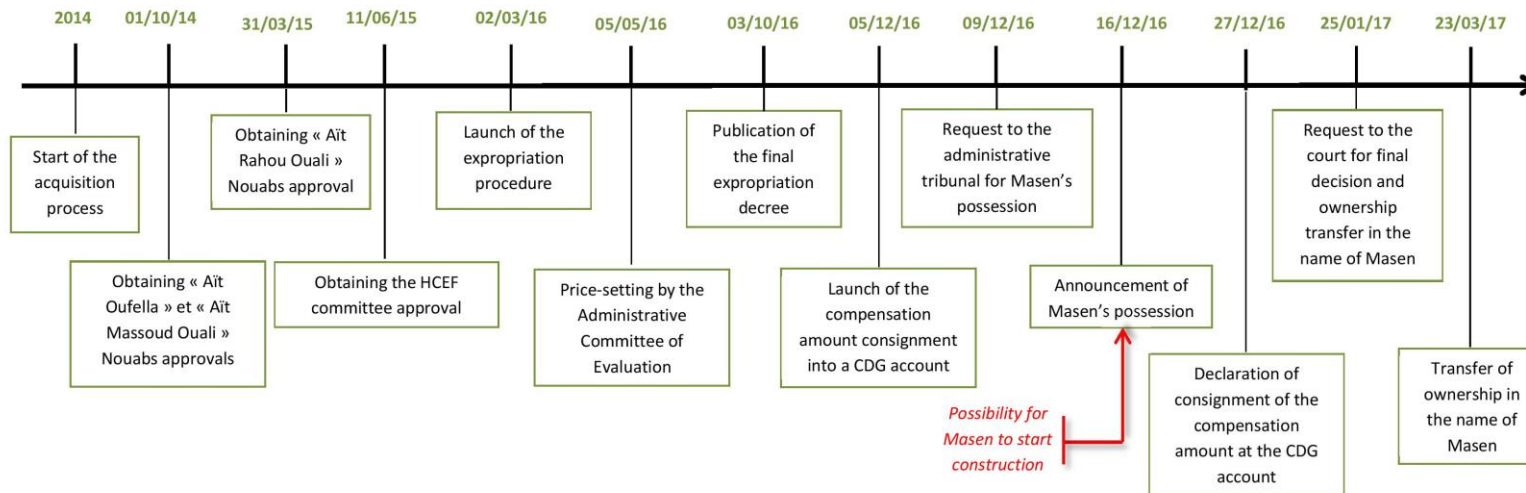 2014
01/10/14
31/03/15
11/06/15
02/03/16
05/05/16
03/10/16
05/12/16
09/12/16
16/12/16
27/12/16
25/01/17
23/03/17
Start of the
acquisition
process
Obtaining « Aït
Oufella » et « Aït
Massoud Ouali »
Nouabs approvals
Obtaining « Aït
Rahou Ouali »
Nouabs approval
Obtaining the HCEF
committee approval
Launch of the
expropriation
procedure
Price-setting by the
Administrative
Committee of
Evaluation
Publication of
the final
expropriation
decree
Launch of the
compensation
amount consignment
into a CDG account
Request to the
administrative
tribunal for Masen’s
possession
Announcement of
Masen’s possession
Possibility for
Masen to start
construction
Declaration of
consignment of the
compensation
amount at the CDG
account
Request to the
court for final
decision and
ownership
transfer in the
name of Masen
Transfer of
ownership in
the name of
Masen